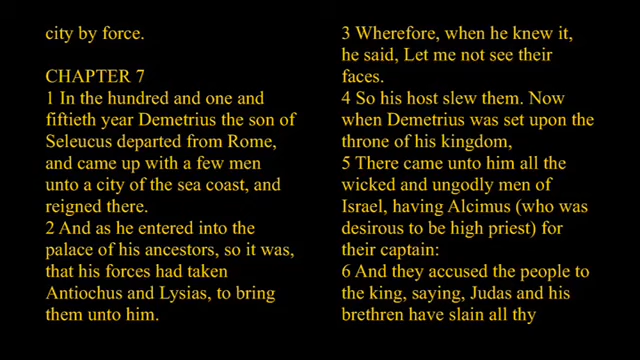 city by force.
CHAPTER 7
1 In the hundred and one and
fiftieth year Demetrius the son of
Seleucus departed from Rome,
and came up with a few men
unto a city of the sea coast, and
reigned there.
2 And as he entered into the
palace of his ancestors, so it was,
that his forces had taken
Antiochus and Lysias, to bring
them unto him.
3 Wherefore, when he knew it,
he said, Let me not see their
faces.
4 So his host slew them. Now
when Demetrius was set upon the
throne of his kingdom,
5 There came unto him all the
wicked and ungodly men of
Israel, having Alcimus (who was
desirous to be high priest) for
their captain:
6 And they accused the people to
the king, saying, Judas and his
brethren have slain all thy